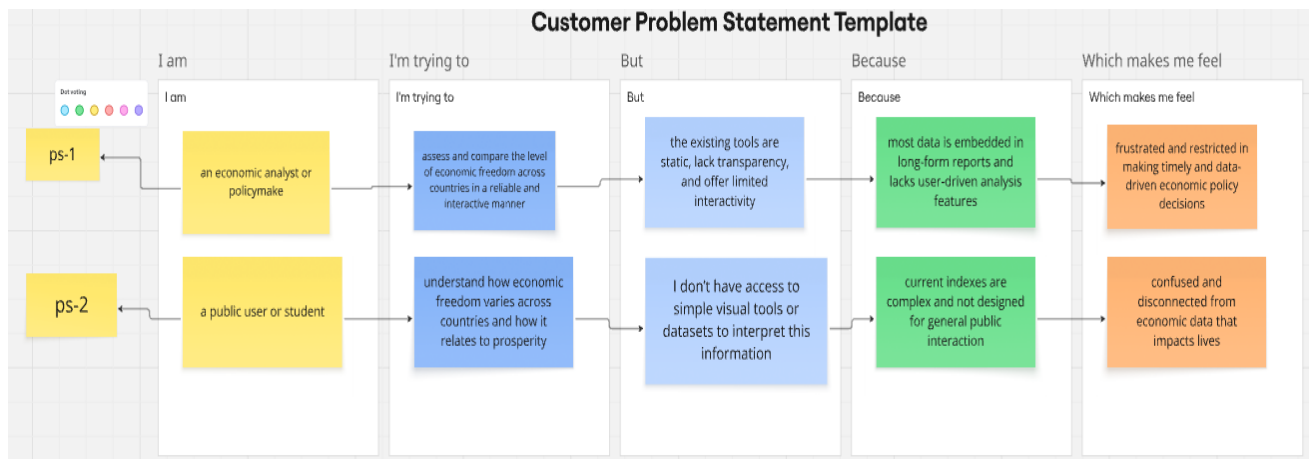 Customer Problem Statement Template
I am
I'm trying to
But
Because
Which makes me feel
Dot voting
I am
I'm trying to
But
Because
Which makes me feel
ps-1
an economic analyst or
policymake
assess and compare the level
of economic freedom across
countries in a reliable and
interactive manner
the existing tools are
static, lack transparency,
and offer limited
interactivity
most data is embedded in
long-form reports and
lacks user-driven analysis
features
frustrated and restricted in
making timely and data-
driven economic policy
decisions
ps-2
a public user or student
understand how economic
freedom varies across
countries and how it
relates to prosperity
I don't have access to
simple visual tools or
datasets to interpret this
information
current indexes are
complex and not designed
for general public
interaction
confused and
disconnected from
economic data that
impacts lives